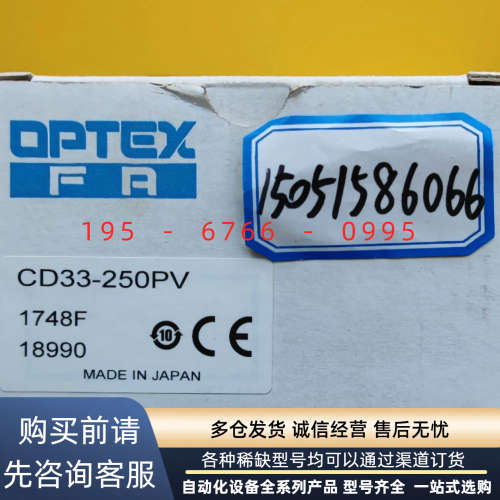 OPTEX
FA
15051586066
195 - 6766 - 0995
CD33-250PV
1748F
18990
10
CE
MADE IN JAPAN
购买前请
先咨询客服
多仓发货 诚信经营 售后无忧
各种稀缺型号均可以通过渠道订货
自动化设备全系列产品 型号齐全 一站式选购